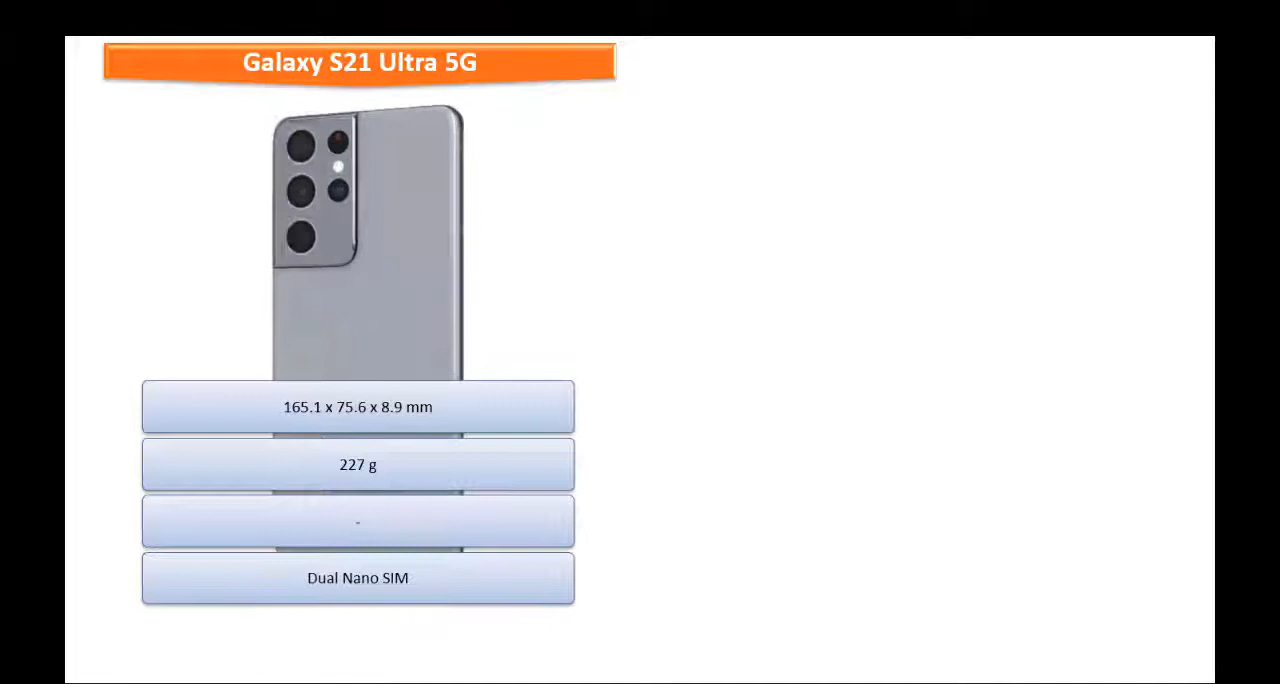 Galaxy S21 Ultra 5G
165.1 x 75.6 x 8.9 mm
227 g
-
Dual Nano SIM